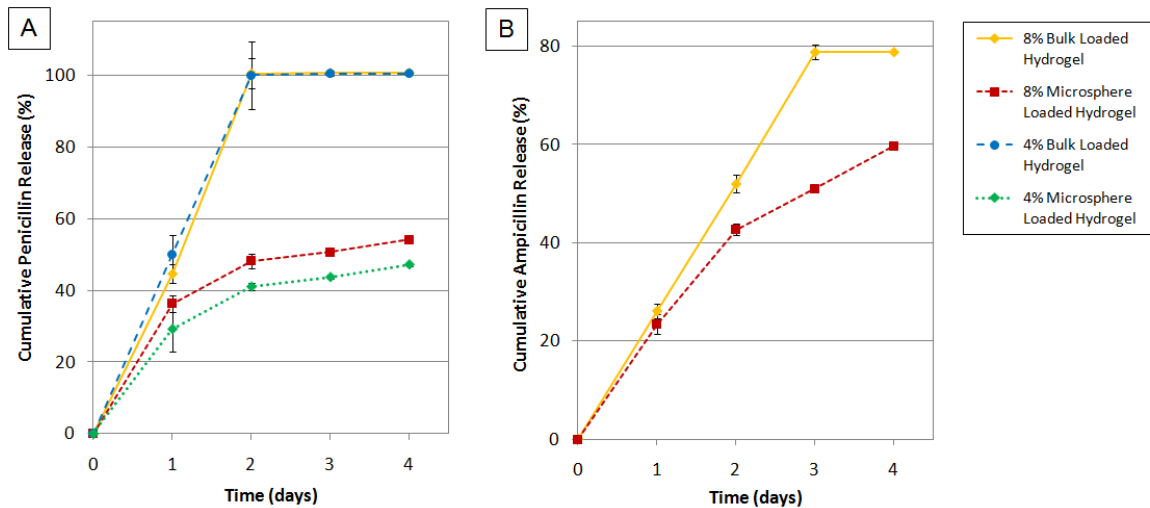 A
Cumulative Penicillin Release (%)
100
80
60
40
20
0
0 1 2 3 4
Time (days)
B
Cumulative Ampicillin Release (%)
80
60
40
20
0
0 1 2 3 4
Time (days)
8% Bulk Loaded
Hydrogel
8% Microsphere
Loaded Hydrogel
4% Bulk Loaded
Hydrogel
4% Microsphere
Loaded Hydrogel